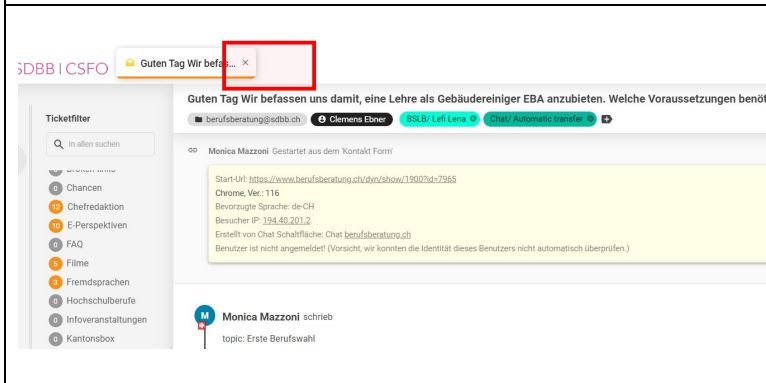 SDBB | CSFO
Guten Tag Wir befas... ×
Guten Tag Wir befassen uns damit, eine Lehre als Gebäudereiniger EBA anzubieten. Welche Voraussetzungen benöt
berufsberatung@sdbb.ch Clemens Ebner BSLB/ Lefi Lena Chat/ Automatic transfer
Ticketfilter
In allen suchen
Broken links
0 Chancen
12 Chefredaktion
10 E-Perspektiven
0 FAQ
6 Filme
3 Fremdsprachen
0 Hochschulberufe
0 Infoveranstaltungen
0 Kantonsbox
Monica Mazzoni Gestartet aus dem 'Kontakt Form'
Start-Url: https://www.berufsberatung.ch/dyn/show/1900?id=7965
Chrome, Ver.: 116
Bevorzugte Sprache: de-CH
Besucher IP: 194.40.201.2
Erstellt von Chat Schaltfläche: Chat berufsberatung.ch
Benutzer ist nicht angemeldet! (Vorsicht, wir konnten die Identität dieses Benutzers nicht automatisch überprüfen.)
M
Monica Mazzoni schrieb
topic: Erste Berufswahl